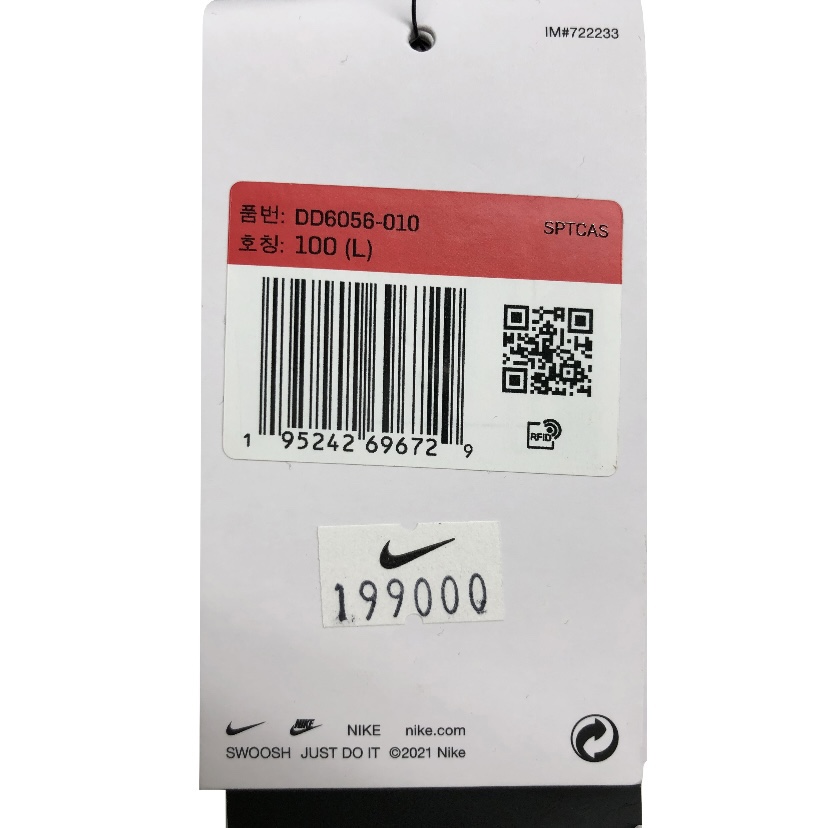 IM#722233
품번: DD6056-010
SPTCAS
호칭: 100 (L)
1 95242 69672 9
RFID
199000
NIKE NIKE nike.com
SWOOSH JUST DO IT ©2021 Nike